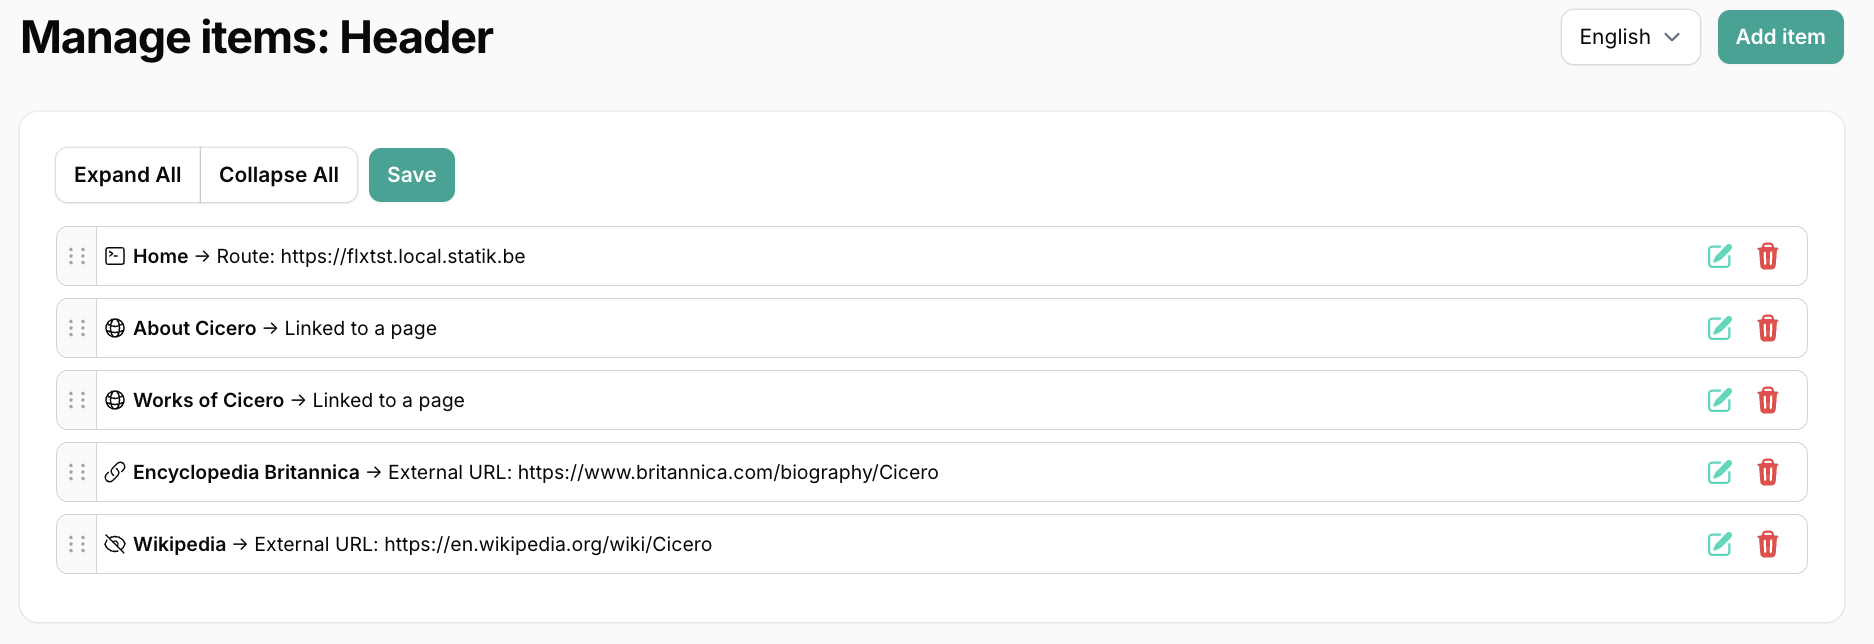 Manage items: Header
English
Add item
Expand All
Collapse All
Save
Home → Route: https://flxtst.local.statik.be
About Cicero → Linked to a page
Works of Cicero → Linked to a page
Encyclopedia Britannica → External URL: https://www.britannica.com/biography/Cicero
Wikipedia → External URL: https://en.wikipedia.org/wiki/Cicero